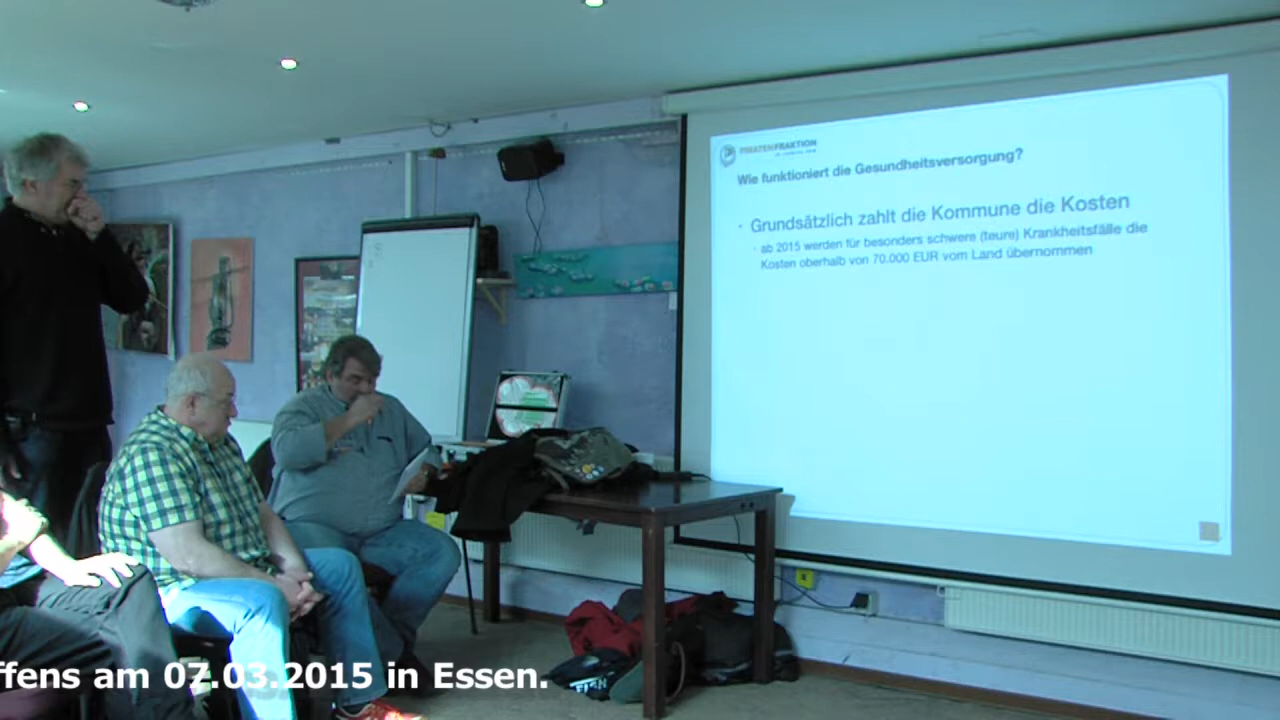 PIRATENFRAKTION
Wie funktioniert die Gesundheitsversorgung?
· Grundsätzlich zahlt die Kommune die Kosten
· ab 2015 werden für besonders schwere (teure) Krankheitsfälle die
Kosten oberhalb von 70.000 EUR vom Land übernommen
ffens am 07.03.2015 in Essen.